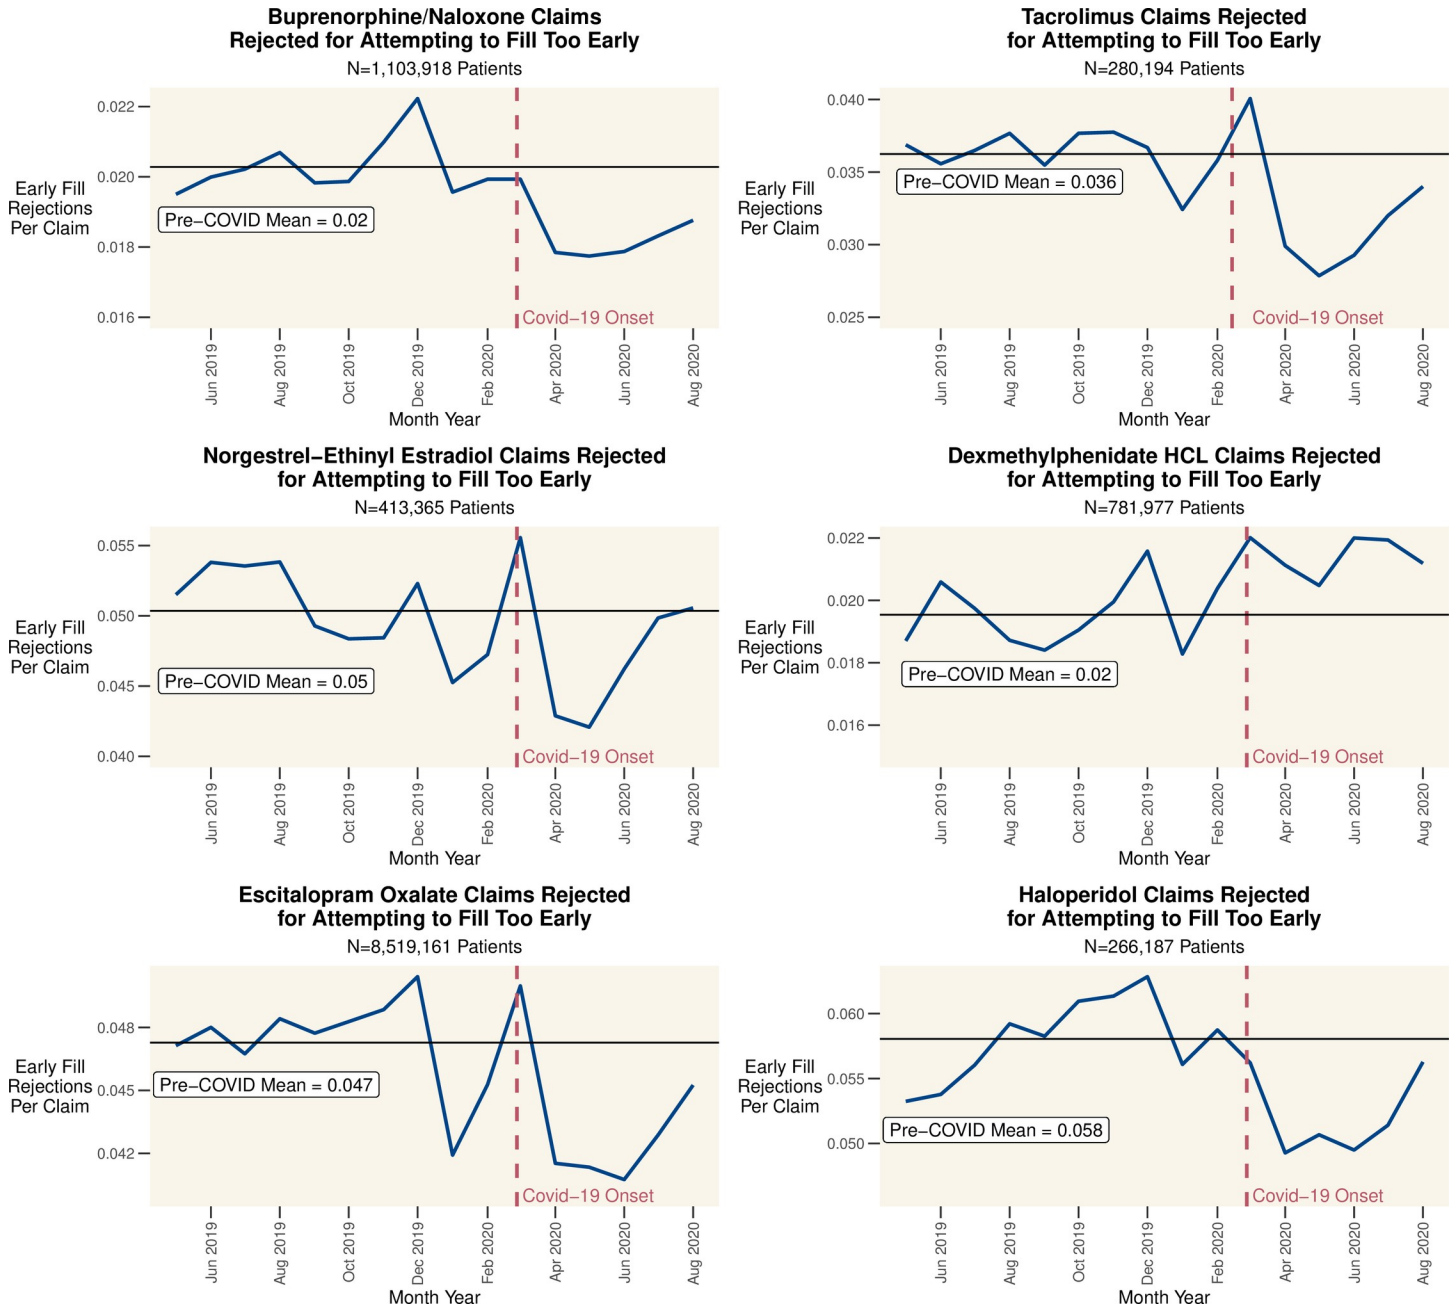 Buprenorphine/Naloxone Claims
Rejected for Attempting to Fill Too Early
N=1,103,918 Patients
0.022
0.020
0.018
0.016
Early Fill
Rejections
Per Claim
Pre−COVID Mean = 0.02
Covid−19 Onset
Jun 2019
Aug 2019
Oct 2019
Dec 2019
Feb 2020
Apr 2020
Jun 2020
Aug 2020
Month Year
Tacrolimus Claims Rejected
for Attempting to Fill Too Early
N=280,194 Patients
0.040
0.035
0.030
0.025
Early Fill
Rejections
Per Claim
Pre−COVID Mean = 0.036
Covid−19 Onset
Jun 2019
Aug 2019
Oct 2019
Dec 2019
Feb 2020
Apr 2020
Jun 2020
Aug 2020
Month Year
Norgestrel−Ethinyl Estradiol Claims Rejected
for Attempting to Fill Too Early
N=413,365 Patients
0.055
0.050
0.045
0.040
Early Fill
Rejections
Per Claim
Pre−COVID Mean = 0.05
Covid−19 Onset
Jun 2019
Aug 2019
Oct 2019
Dec 2019
Feb 2020
Apr 2020
Jun 2020
Aug 2020
Month Year
Dexmethylphenidate HCL Claims Rejected
for Attempting to Fill Too Early
N=781,977 Patients
0.022
0.020
0.018
0.016
Early Fill
Rejections
Per Claim
Pre−COVID Mean = 0.02
Covid−19 Onset
Jun 2019
Aug 2019
Oct 2019
Dec 2019
Feb 2020
Apr 2020
Jun 2020
Aug 2020
Month Year
Escitalopram Oxalate Claims Rejected
for Attempting to Fill Too Early
N=8,519,161 Patients
0.048
0.045
0.042
Early Fill
Rejections
Per Claim
Pre−COVID Mean = 0.047
Covid−19 Onset
Jun 2019
Aug 2019
Oct 2019
Dec 2019
Feb 2020
Apr 2020
Jun 2020
Aug 2020
Month Year
Haloperidol Claims Rejected
for Attempting to Fill Too Early
N=266,187 Patients
0.060
0.055
0.050
Early Fill
Rejections
Per Claim
Pre−COVID Mean = 0.058
Covid−19 Onset
Jun 2019
Aug 2019
Oct 2019
Dec 2019
Feb 2020
Apr 2020
Jun 2020
Aug 2020
Month Year